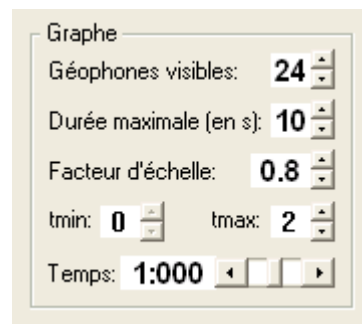 Graphe
Géophones visibles: 24
Durée maximale (en s): 10
Facteur d'échelle: 0.8
tmin: 0 tmax: 2
Temps: 1:000